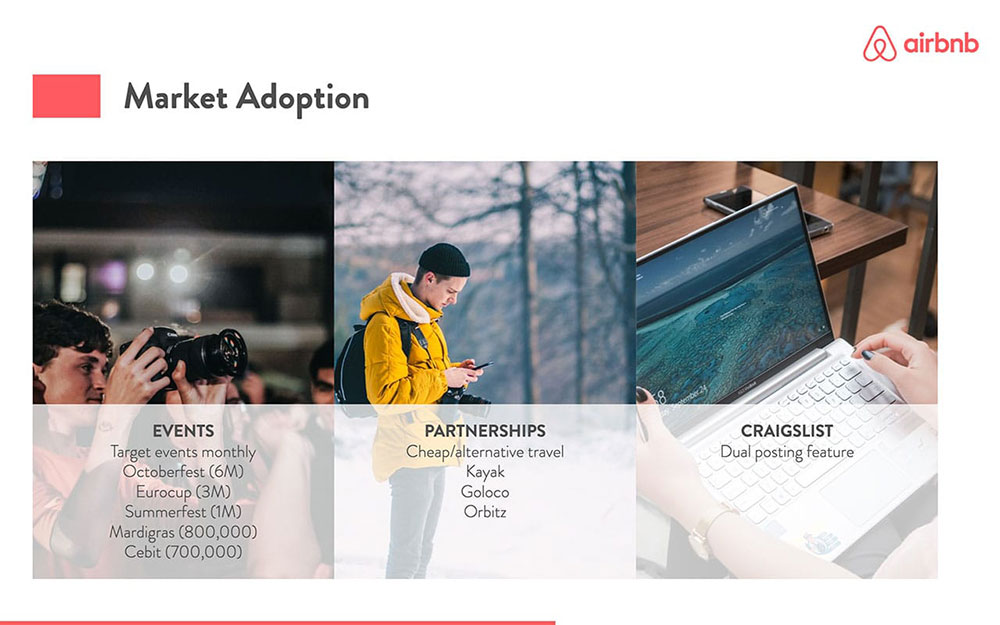 airbnb
Market Adoption
EVENTS
Target events monthly
Octoberfest (6M)
Eurocup (3M)
Summerfest (1M)
Mardigras (800,000)
Cebit (700,000)
PARTNERSHIPS
Cheap/alternative travel
Kayak
Goloco
Orbitz
CRAIGSLIST
Dual posting feature